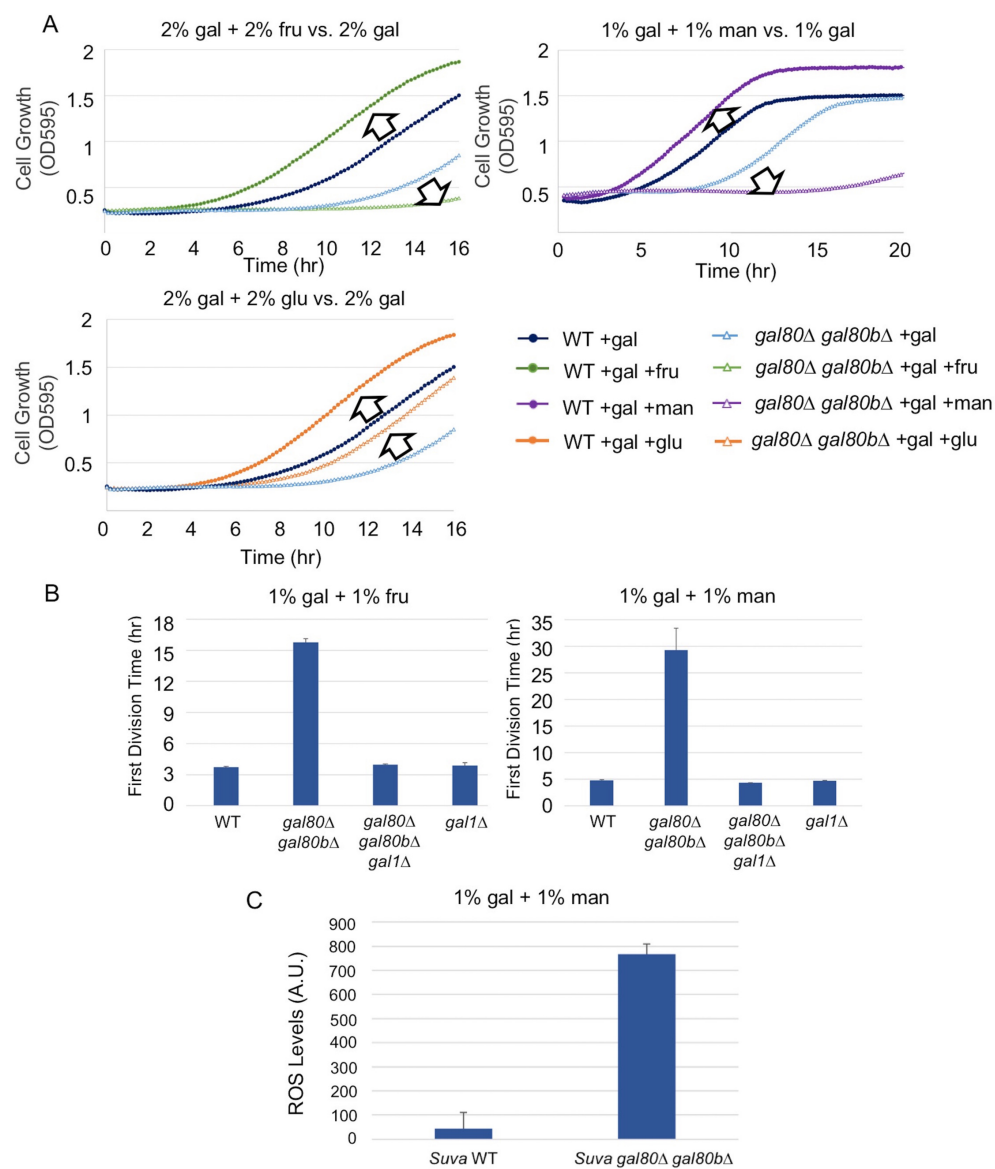 A
2% gal + 2% fru vs. 2% gal
2
1.5
1
0.5
Cell Growth
(OD595)
0 2 4 6 8 10 12 14 16
Time (hr)
1% gal + 1% man vs. 1% gal
2
1.5
1
0.5
Cell Growth
(OD595)
0 5 10 15 20
Time (hr)
2% gal + 2% glu vs. 2% gal
2
1.5
1
0.5
Cell Growth
(OD595)
0 2 4 6 8 10 12 14 16
Time (hr)
WT +gal
WT +gal +fru
WT +gal +man
WT +gal +glu
gal80Δ gal80bΔ +gal
gal80Δ gal80bΔ +gal +fru
gal80Δ gal80bΔ +gal +man
gal80Δ gal80bΔ +gal +glu
B
1% gal + 1% fru
First Division Time (hr)
18
15
12
9
6
3
0
WT
gal80Δ
gal80bΔ
gal80Δ
gal80bΔ
gal1Δ
gal1Δ
1% gal + 1% man
First Division Time (hr)
35
30
25
20
15
10
5
0
WT
gal80Δ
gal80bΔ
gal80Δ
gal80bΔ
gal1Δ
gal1Δ
C
1% gal + 1% man
ROS Levels (A.U.)
900
800
700
600
500
400
300
200
100
0
Suva WT
Suva gal80Δ gal80bΔ